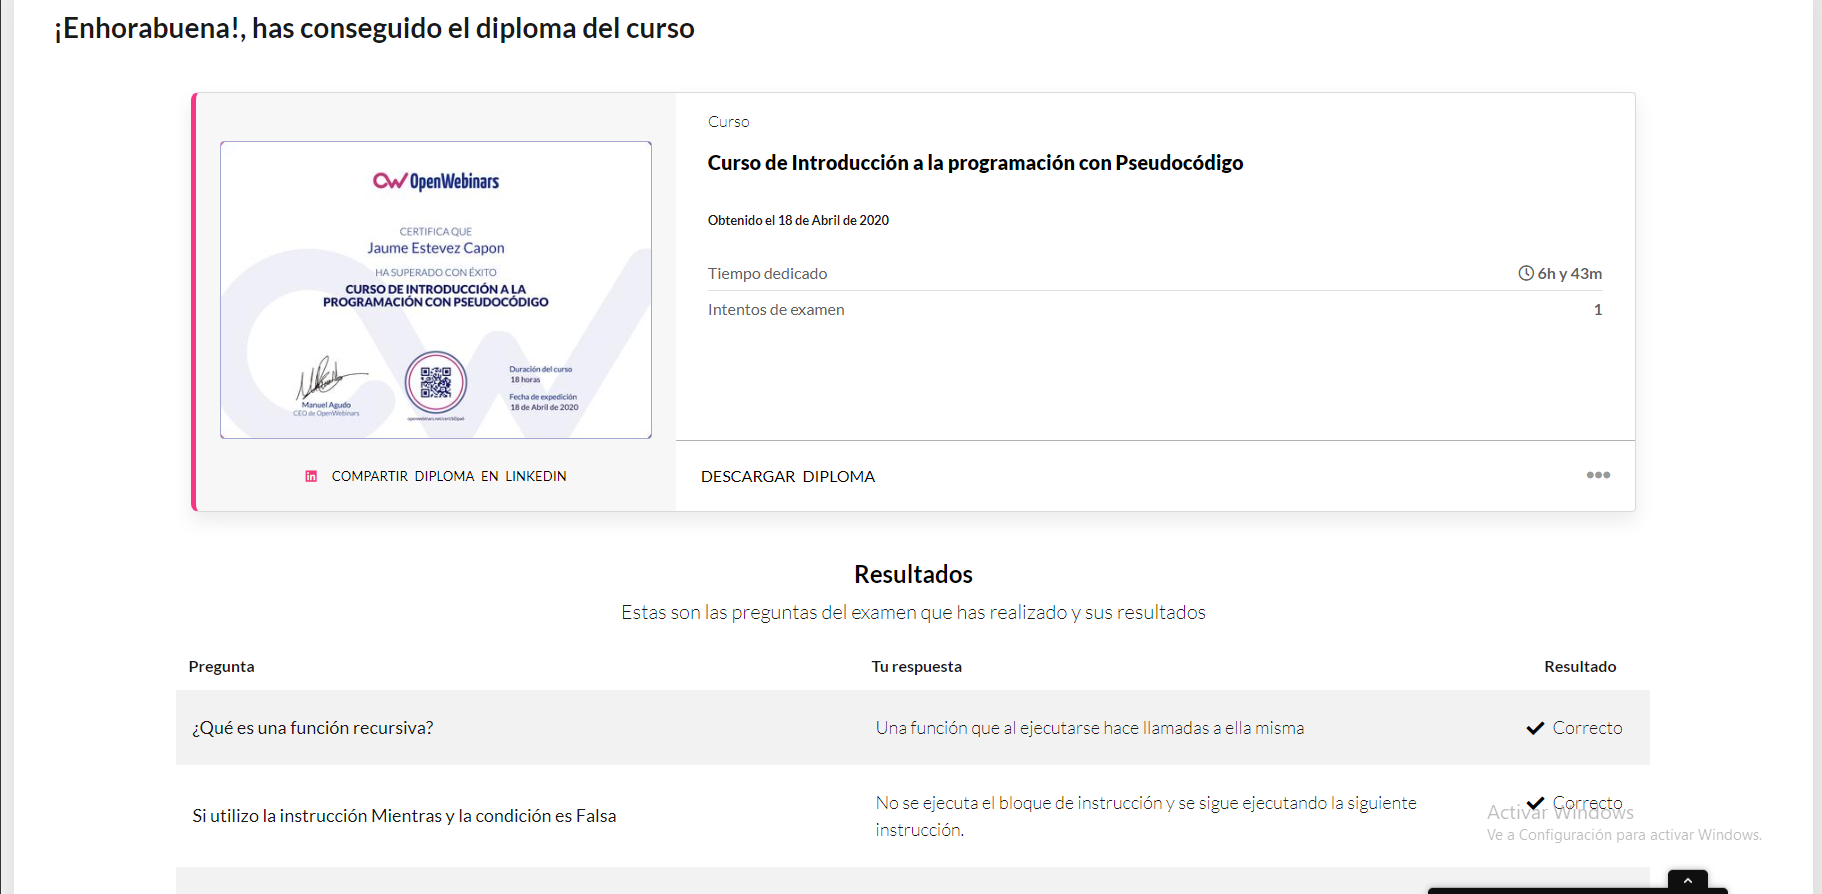 ¡Enhorabuena!, has conseguido el diploma del curso
OpenWebinars
CERTIFICA QUE
Jaume Estevez Capon
HA SUPERADO CON ÉXITO
CURSO DE INTRODUCCIÓN A LA
PROGRAMACIÓN CON PSEUDOCÓDIGO
Manuel Agudo
CEO de OpenWebinars
Duración del curso
18 horas
Fecha de expedición
18 de Abril de 2020
COMPARTIR DIPLOMA EN LINKEDIN
Curso
Curso de Introducción a la programación con Pseudocódigo
Obtenido el 18 de Abril de 2020
Tiempo dedicado 6h y 43m
Intentos de examen 1
DESCARGAR DIPLOMA
Resultados
Estas son las preguntas del examen que has realizado y sus resultados
Pregunta Tu respuesta Resultado
¿Qué es una función recursiva? Una función que al ejecutarse hace llamadas a ella misma Correcto
Si utilizo la instrucción Mientras y la condición es Falsa No se ejecuta el bloque de instrucción y se sigue ejecutando la siguiente Correcto
instrucción.
Activar Windows
Ve a Configuración para activar Windows.